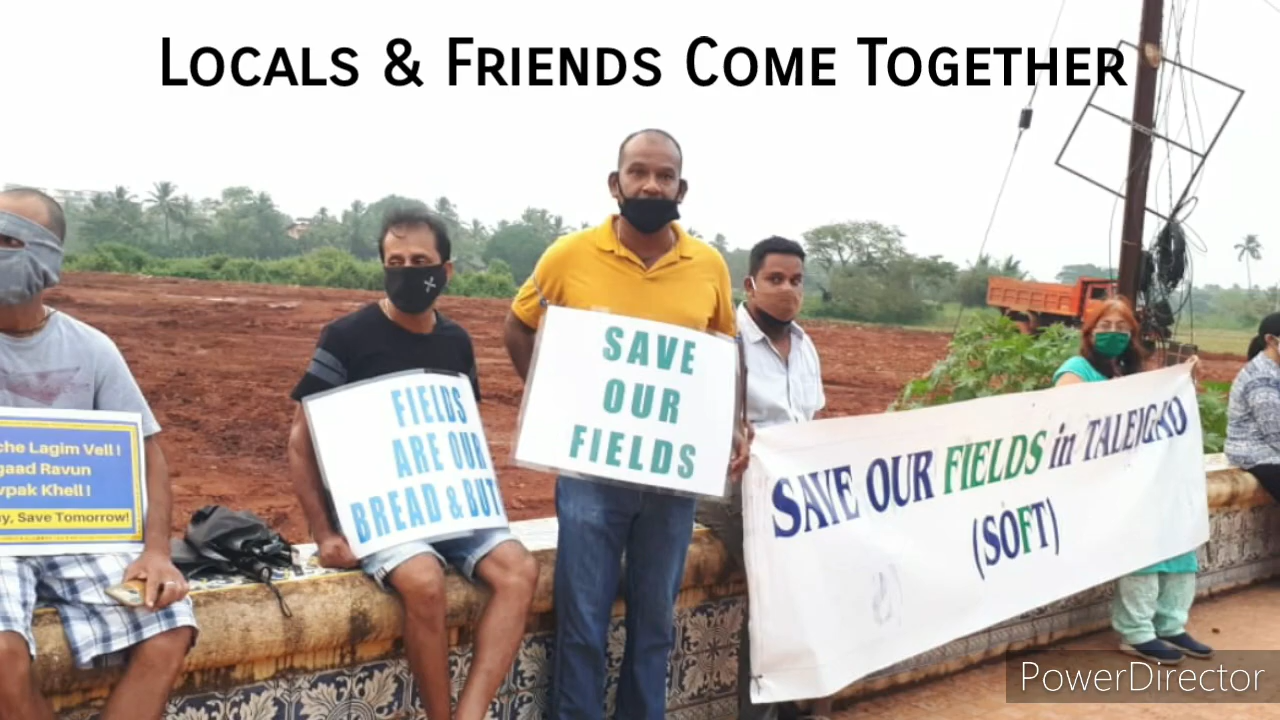 LOCALS & FRIENDS COME TOGETHER
che Lagim Vell !
gaad Ravun
vpak Khell !
y, Save Tomorrow!
FIELDS
ARE OUR
BREAD & BUT
SAVE
OUR
FIELDS
SAVE OUR FIELDS in TALEIGAO
(SOFT)
PowerDirector